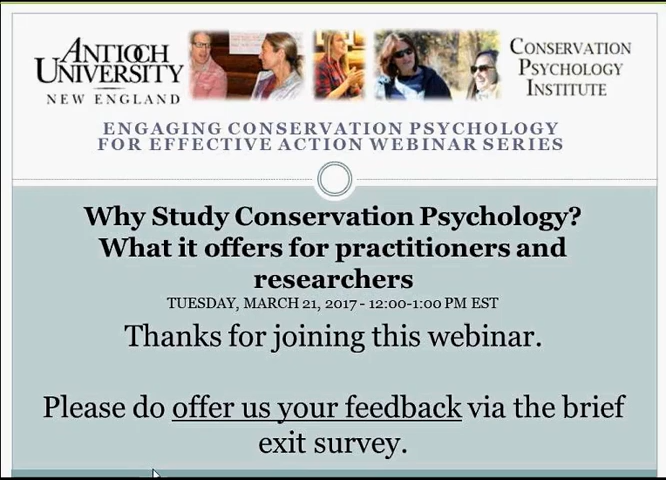 ANTIOCH
UNIVERSITY
NEW ENGLAND
CONSERVATION
PSYCHOLOGY
INSTITUTE
ENGAGING CONSERVATION PSYCHOLOGY
FOR EFFECTIVE ACTION WEBINAR SERIES
Why Study Conservation Psychology?
What it offers for practitioners and
researchers
TUESDAY, MARCH 21, 2017 - 12:00-1:00 PM EST
Thanks for joining this webinar.
Please do offer us your feedback via the brief
exit survey.